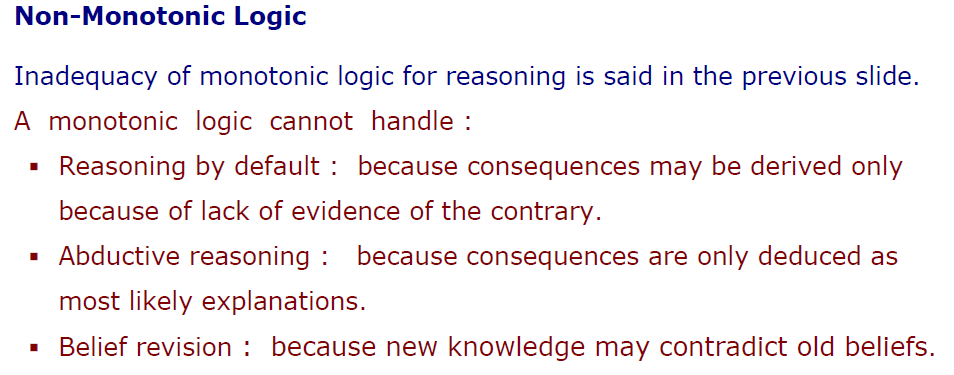 Non-Monotonic Logic
Inadequacy of monotonic logic for reasoning is said in the previous slide.
A monotonic logic cannot handle :
▪ Reasoning by default : because consequences may be derived only
because of lack of evidence of the contrary.
▪ Abductive reasoning : because consequences are only deduced as
most likely explanations.
▪ Belief revision : because new knowledge may contradict old beliefs.